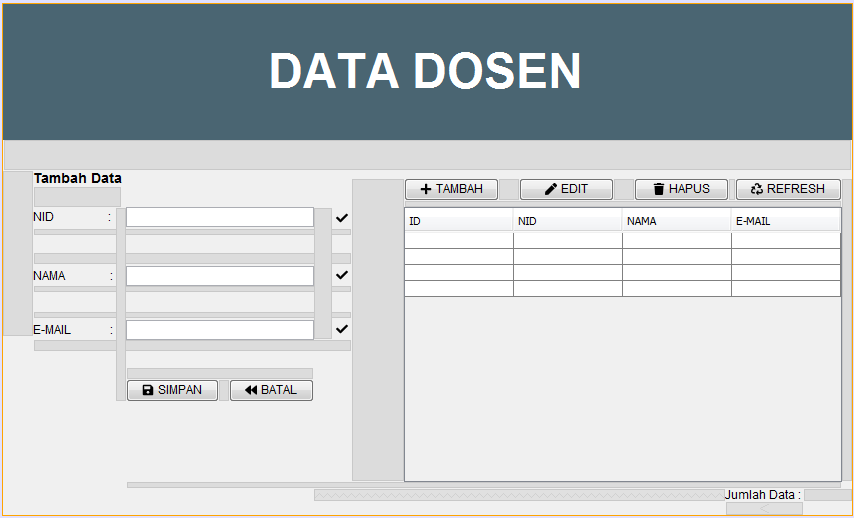 DATA DOSEN
Tambah Data
NID :
NAMA :
E-MAIL :
SIMPAN BATAL
TAMBAH EDIT HAPUS REFRESH
ID NID NAMA E-MAIL
Jumlah Data :